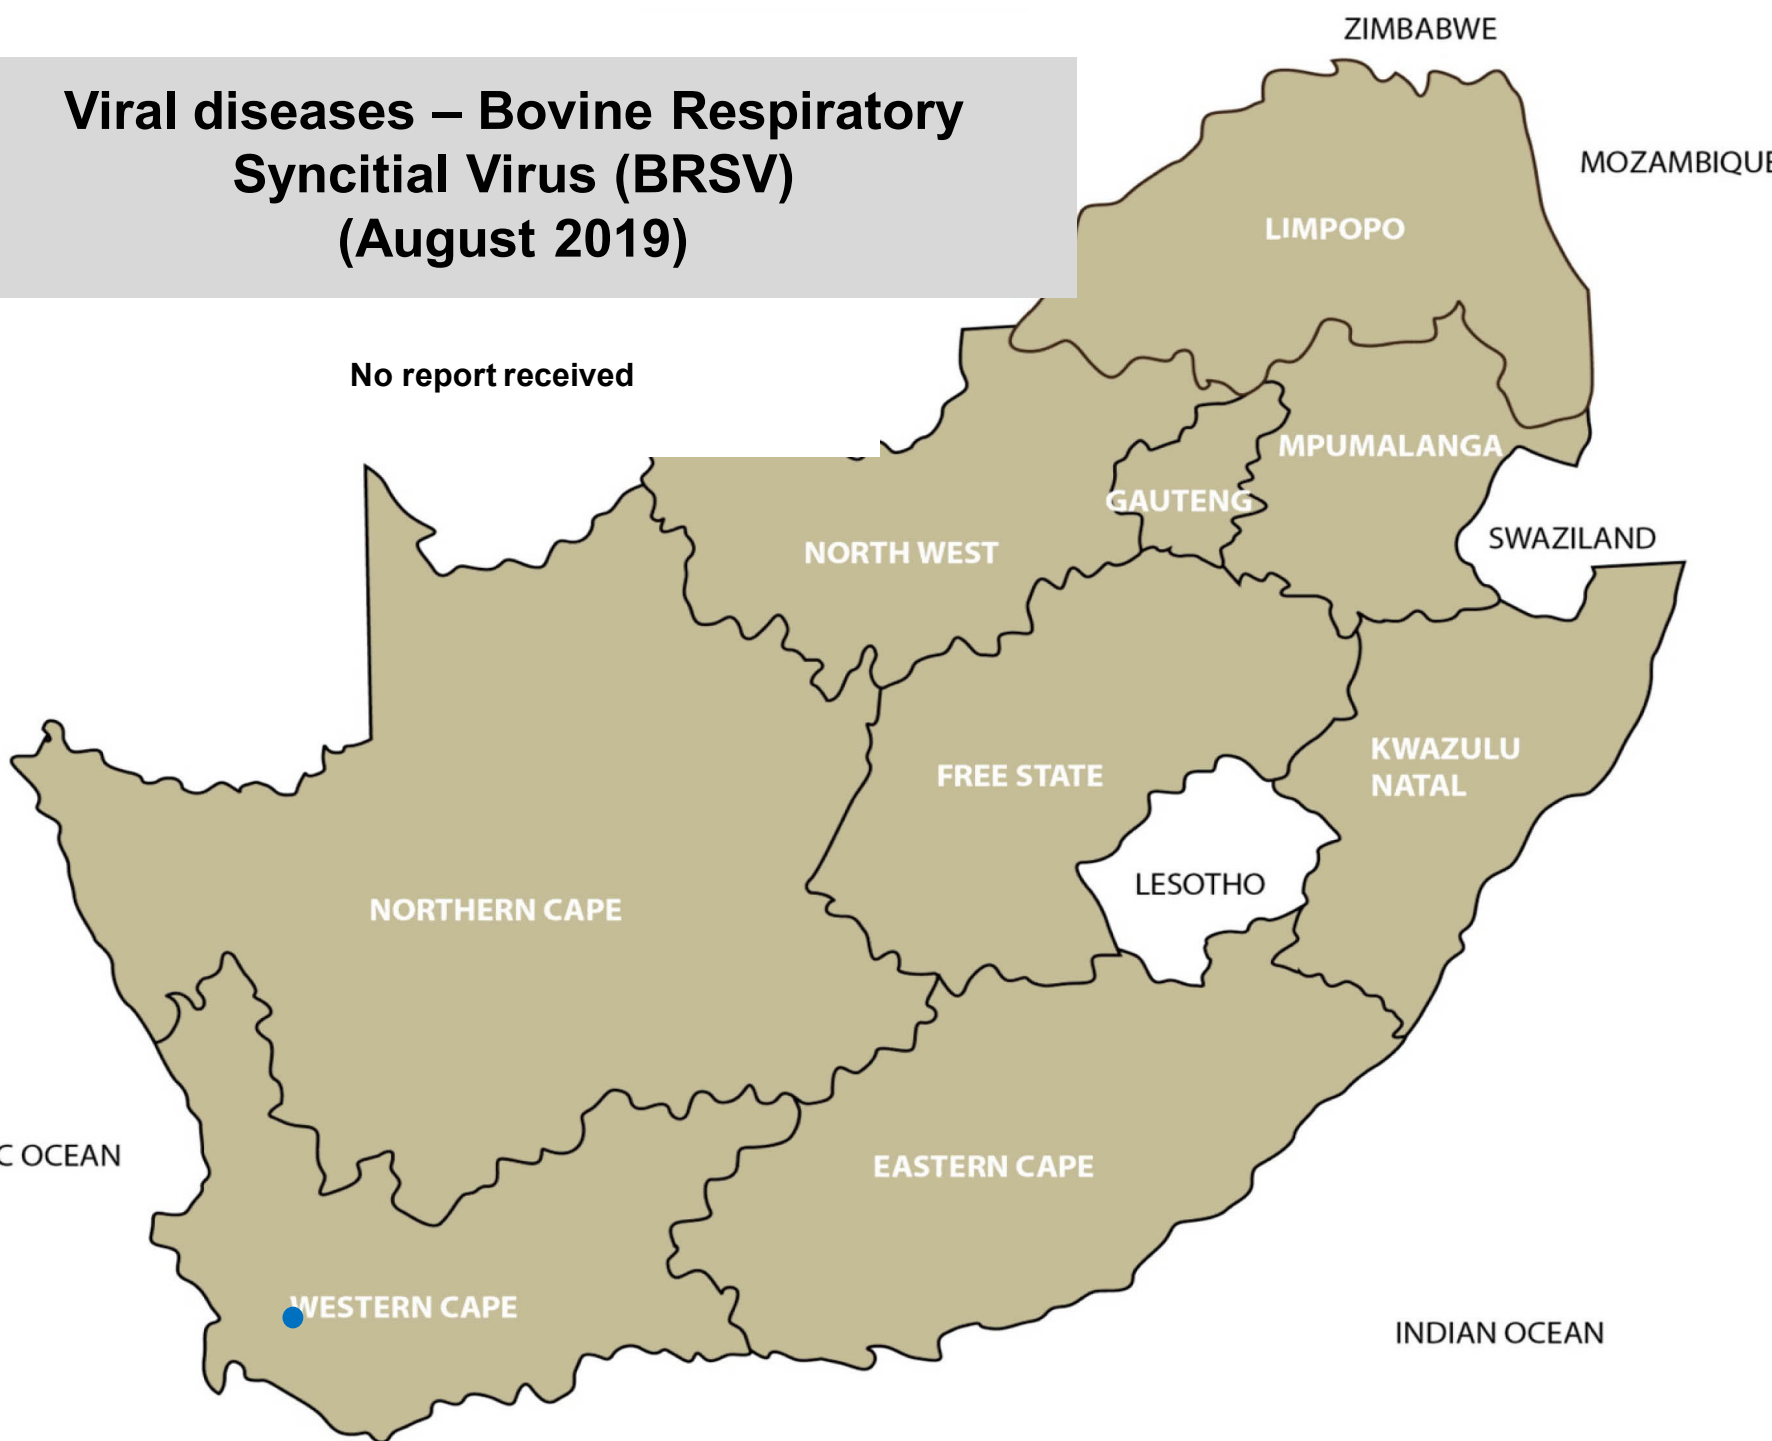 ZIMBABWE
Viral diseases – Bovine Respiratory
Syncitial Virus (BRSV)
(August 2019)
MOZAMBIQUE
LIMPOPO
No report received
MPUMALANGA
GAUTENG
SWAZILAND
NORTH WEST
KWAZULU
NATAL
FREE STATE
LESOTHO
NORTHERN CAPE
C OCEAN
EASTERN CAPE
WESTERN CAPE
INDIAN OCEAN